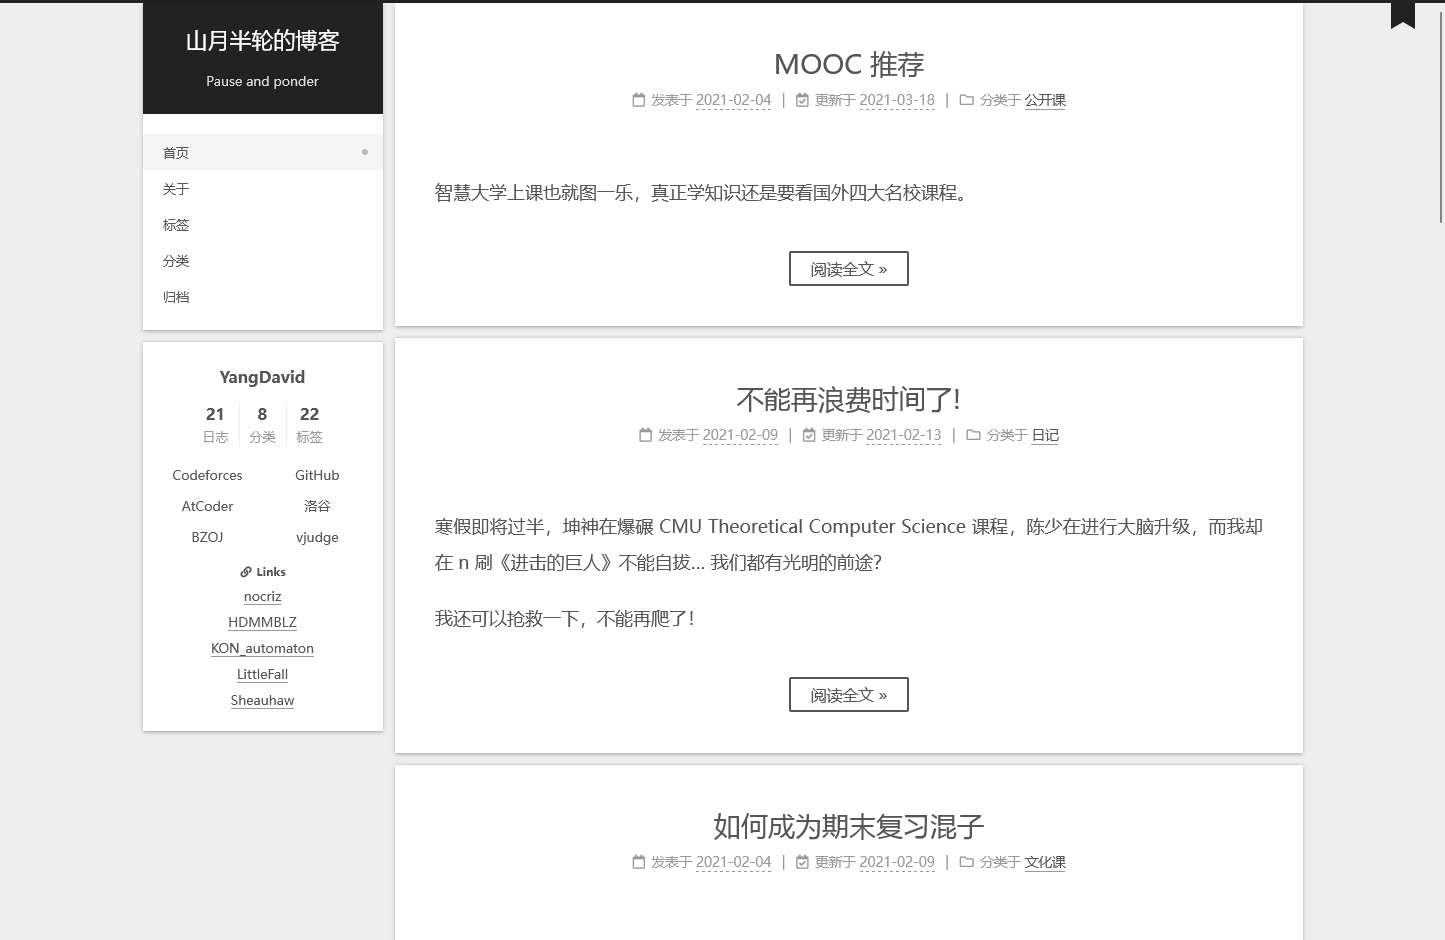 山月半轮的博客
Pause and ponder
首页
关于
标签
分类
归档
YangDavid
21 8 22
日志 分类 标签
Codeforces GitHub
AtCoder 洛谷
BZOJ vjudge
Links
nocriz
HDMMBLZ
KON_automaton
LittleFall
Sheauhaw
MOOC 推荐
发表于 2021-02-04 | 更新于 2021-03-18 | 分类于 公开课
智慧大学上课也就图一乐，真正学知识还是要看国外四大名校课程。
阅读全文 »
不能再浪费时间了!
发表于 2021-02-09 | 更新于 2021-02-13 | 分类于 日记
寒假即将过半，坤神在爆碾 CMU Theoretical Computer Science 课程，陈少在进行大脑升级，而我却
在 n 刷《进击的巨人》不能自拔... 我们都有光明的前途?
我还可以抢救一下，不能再爬了!
阅读全文 »
如何成为期末复习混子
发表于 2021-02-04 | 更新于 2021-02-09 | 分类于 文化课